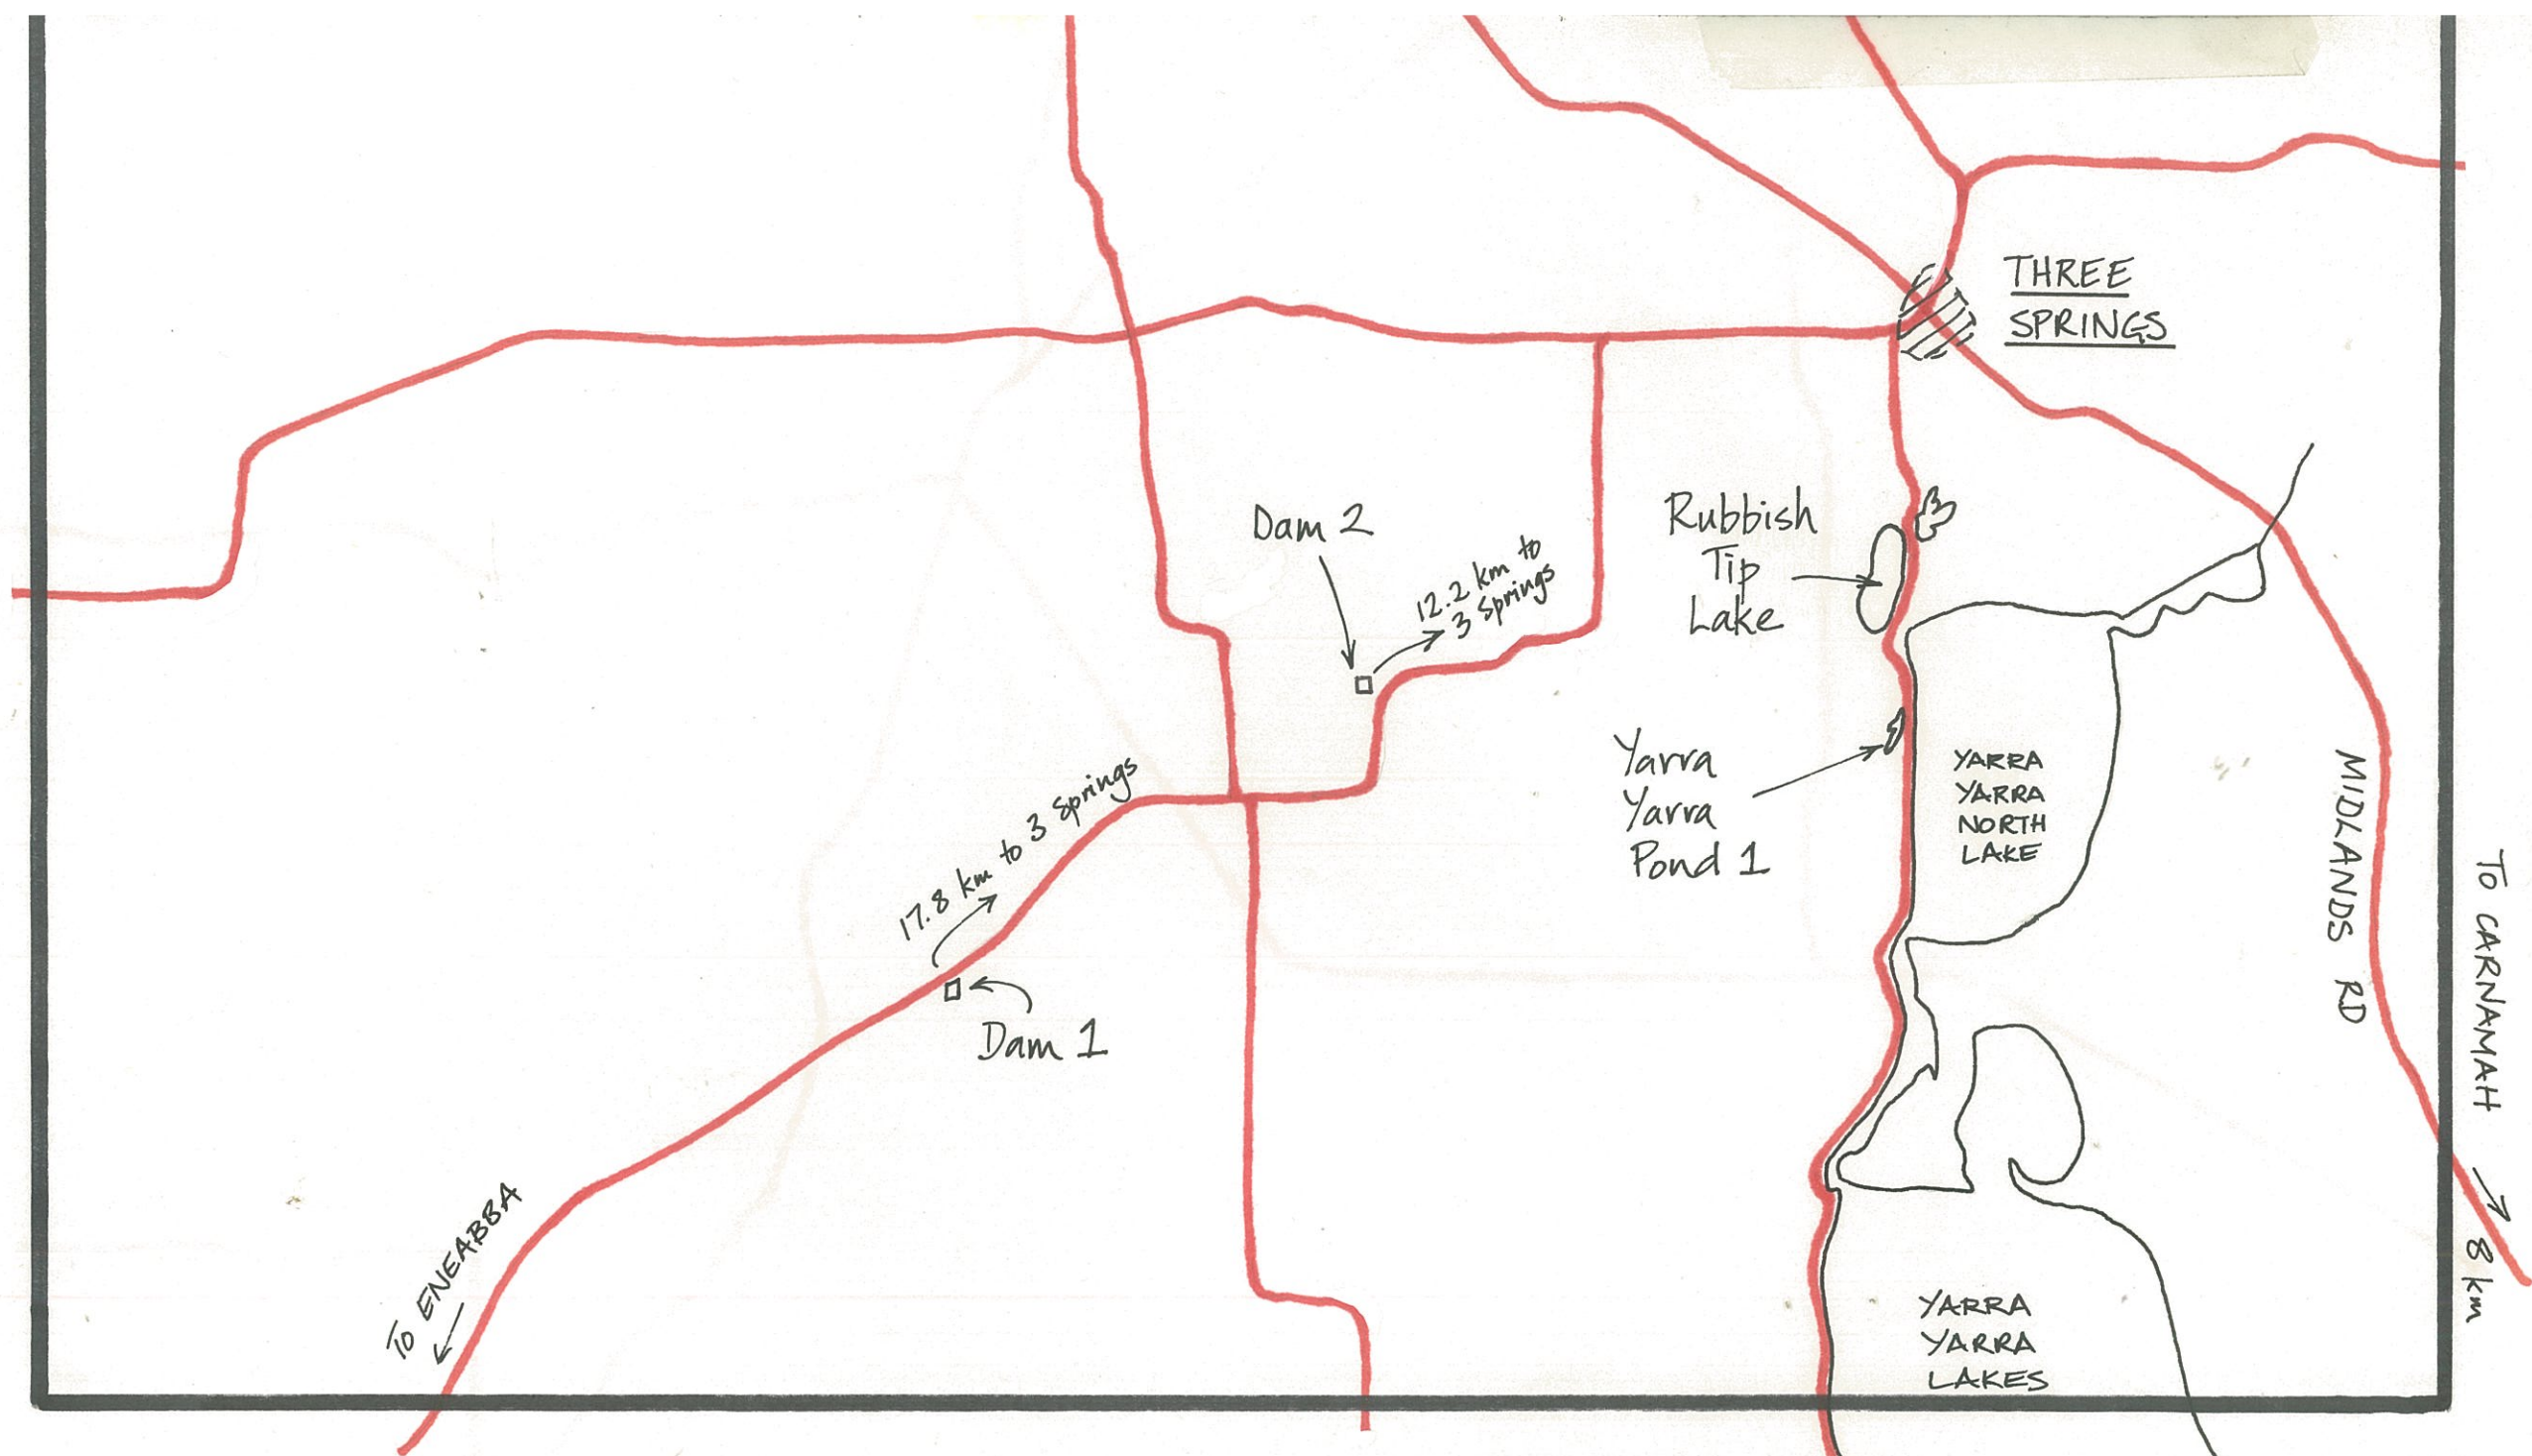 THREE
SPRINGS
Dam 2
12.2 km to
3 Springs
Rubbish
Tip
Lake
Yarra
Yarra
Pond 1
YARRA
YARRA
NORTH
LAKE
MIDLANDS RD
TO CARNAMAH → 8 km
17.8 km to 3 Springs
Dam 1
TO ENEABBA
YARRA
YARRA
LAKES